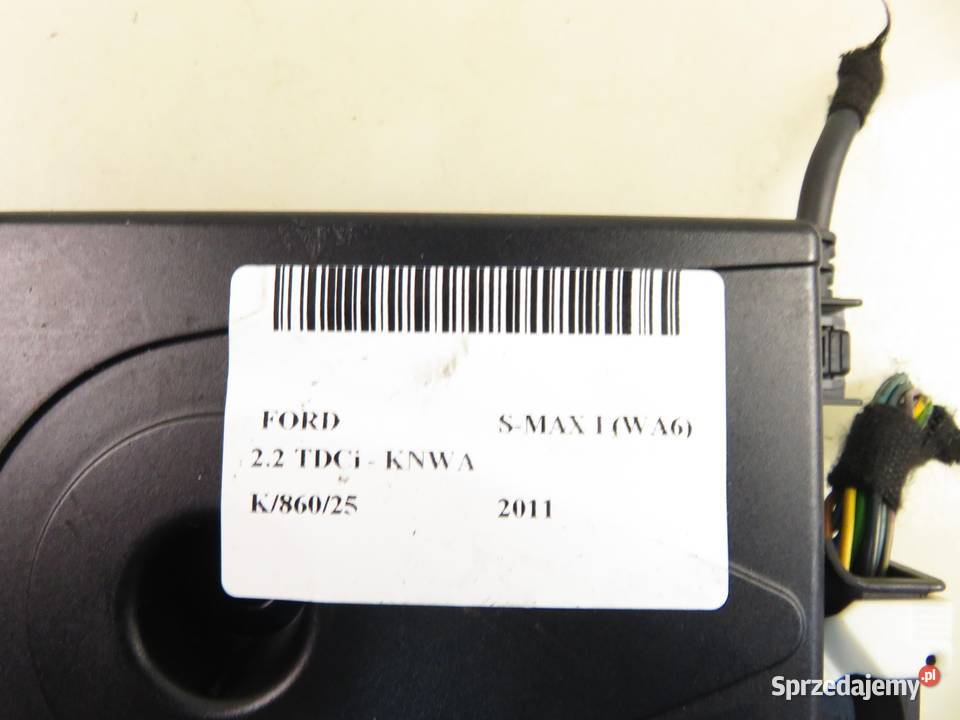 FORD S-MAX I (WA6)
2.2 TDCi - KNWA
K/860/25 2011
Sprzedajemy.pl